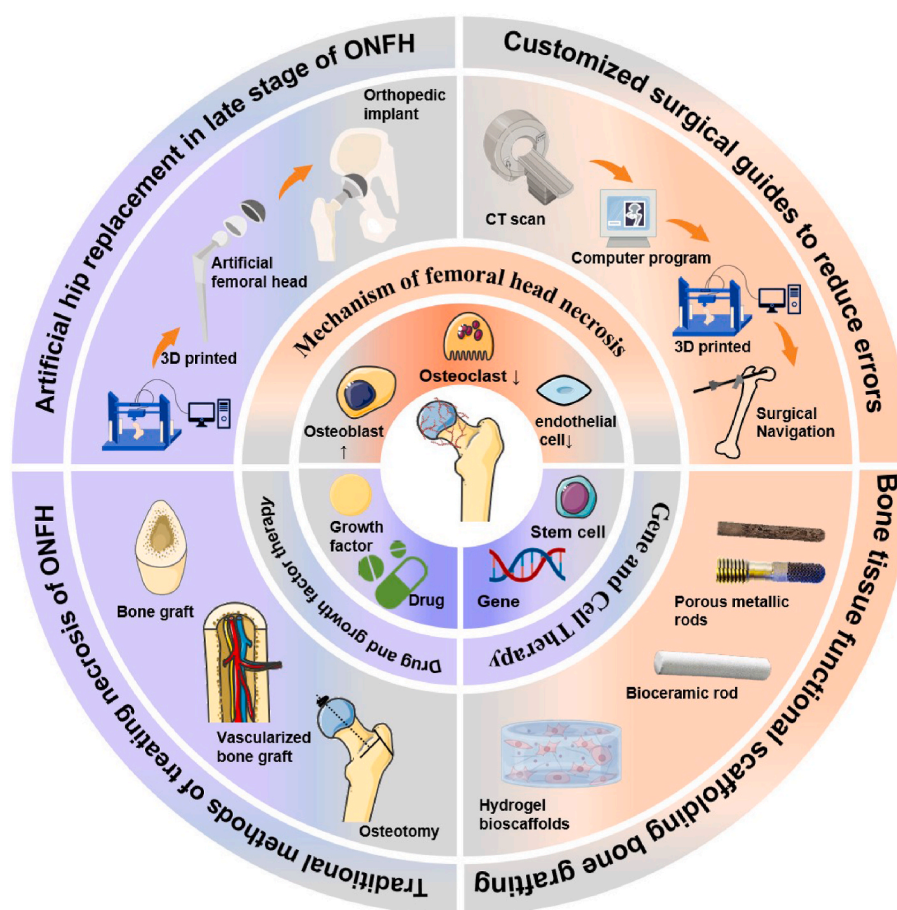 Artificial hip replacement in late stage of ONFH
Orthopedic
implant
Artificial
femoral head
3D printed
Customized surgical guides to reduce errors
CT scan
Computer program
3D printed
Surgical
Navigation
Mechanism of femoral head necrosis
Osteoclast ↓
Osteoblast
↑
endothelial
cell↓
Drug and growth factor therapy
Growth
factor
Drug
Gene and Cell Therapy
Stem cell
Gene
Traditional methods of treating necrosis of ONFH
Bone graft
Vascularized
bone graft
Osteotomy
Bone tissue functional scaffolding bone grafting
Porous metallic
rods
Bioceramic rod
Hydrogel
bioscaffolds